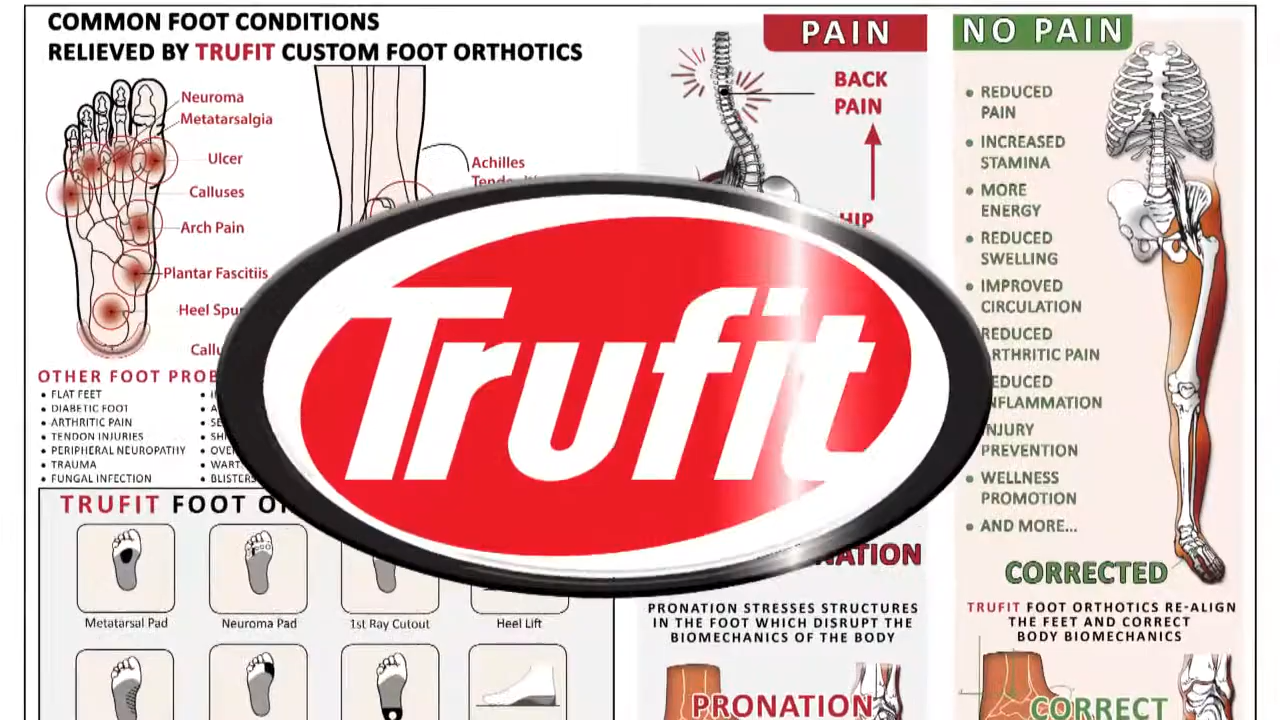 COMMON FOOT CONDITIONS
RELIEVED BY TRUFIT CUSTOM FOOT ORTHOTICS
Neuroma
Metatarsalgia
Ulcer
Calluses
Arch Pain
Plantar Fascitiis
Heel
Achilles
OTHER FOOT
• FLAT FEET
• DIABETIC FOOT
• ARTHRITIC PAIN
• TENDON INJURIES
• PERIPHERAL NEUROPATHY
• TRAUMA
• FUNGAL INFECTION
• BLISTERS
TRUFIT FOOT
Metatarsal Pad
Neuroma Pad
1st Ray Cutout
Heel Lift
Trufit
PAIN
BACK
PAIN
HIP
PRONATION STRESSES STRUCTURES
IN THE FOOT WHICH DISRUPT THE
BIOMECHANICS OF THE BODY
PRONATION
NO PAIN
• REDUCED
PAIN
• INCREASED
STAMINA
• MORE
ENERGY
• REDUCED
SWELLING
• IMPROVED
CIRCULATION
REDUCED
ARTHRITIC PAIN
REDUCED
INFLAMMATION
INJURY
PREVENTION
• WELLNESS
PROMOTION
• AND MORE...
CORRECTED
TRUFIT FOOT ORTHOTICS RE-ALIGN
THE FEET AND CORRECT
BODY BIOMECHANICS
CORRECT